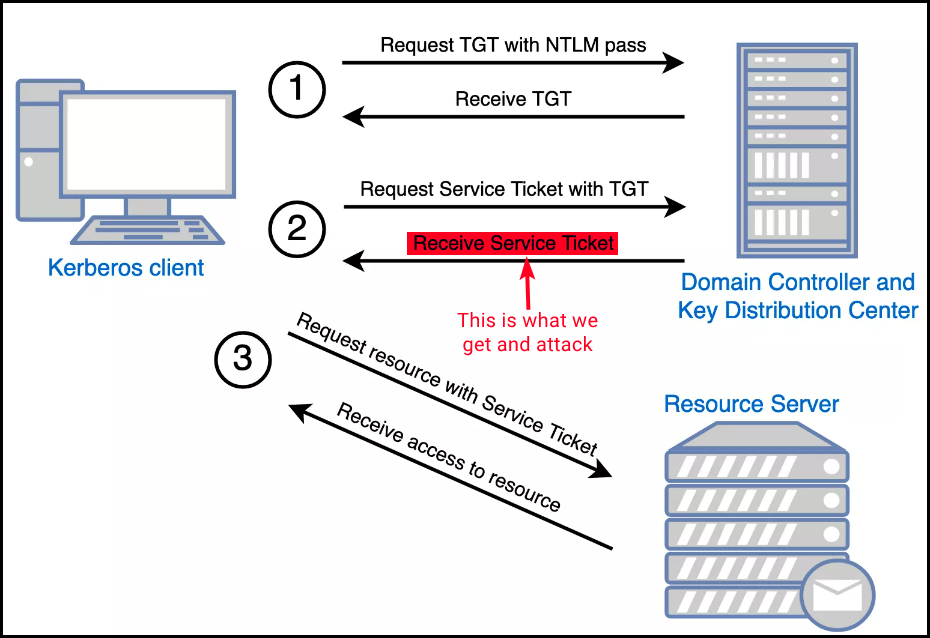 Request TGT with NTLM pass
1
Receive TGT
Request Service Ticket with TGT
2
Receive Service Ticket
Kerberos client
Domain Controller and
Key Distribution Center
This is what we
get and attack
3
Request resource with Service Ticket
Receive access to resource
Resource Server